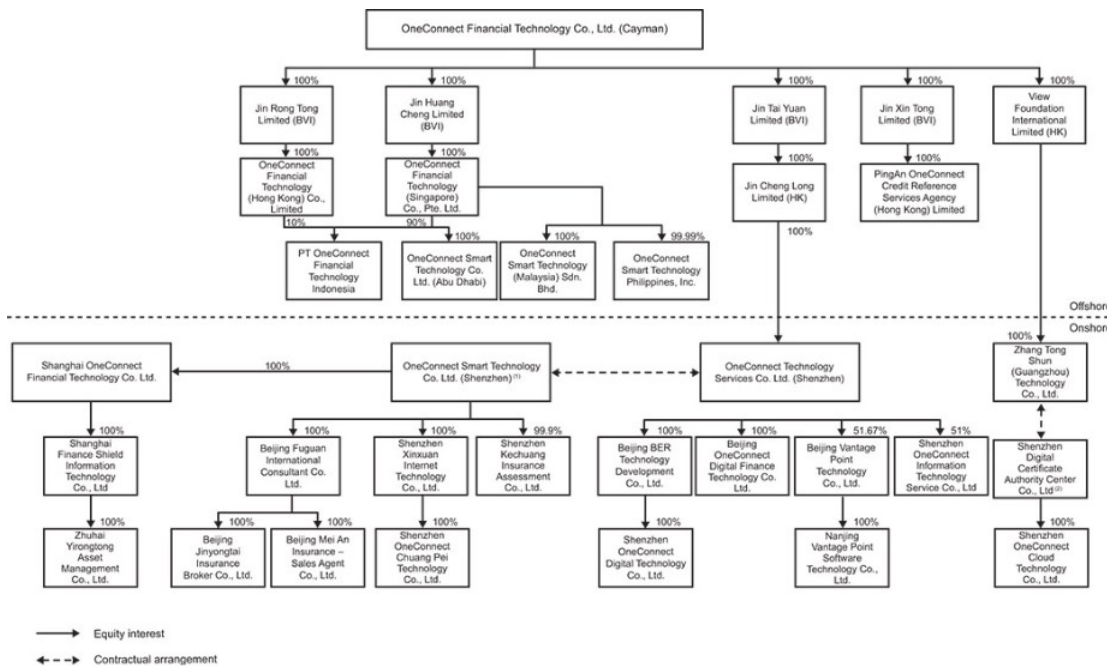 OneConnect Financial Technology Co., Ltd. (Cayman)
100%
100%
100%
100%
100%
Jin Rong Tong
Limited (BVI)
Jin Huang
Cheng Limited
(BVI)
Jin Tai Yuan
Limited (BVI)
Jin Xin Tong
Limited (BVI)
View
Foundation
International
Limited (HK)
100%
100%
100%
100%
OneConnect
Financial
Technology
(Hong Kong) Co.,
Limited
OneConnect
Financial
Technology
(Singapore)
Co., Pte. Ltd.
Jin Cheng Long
Limited (HK)
PingAn OneConnect
Credit Reference
Services Agency
(Hong Kong) Limited
10%
90%
100%
100%
99.99%
100%
PT OneConnect
Financial
Technology
Indonesia
OneConnect Smart
Technology Co.
Ltd. (Abu Dhabi)
OneConnect
Smart Technology
(Malaysia) Sdn.
Bhd.
OneConnect
Smart Technology
Philippines, Inc.
Offshore
Onshore
100%
Shanghai OneConnect
Financial Technology Co. Ltd.
100%
OneConnect Smart Technology
Co. Ltd. (Shenzhen) (1)
OneConnect Technology
Services Co. Ltd. (Shenzhen)
Zhang Tong
Shun
(Guangzhou)
Technology
Co., Ltd.
100%
100%
100%
99.9%
100%
100%
51.67%
51%
Shanghai
Finance Shield
Information
Technology
Co., Ltd
Beijing Fuguan
International
Consultant Co.
Ltd.
Shenzhen
Xinxuan
Internet
Technology
Co., Ltd.
Shenzhen
Kechuang
Insurance
Assessment
Co., Ltd.
Beijing BER
Technology
Development
Co., Ltd.
Beijing
OneConnect
Digital Finance
Technology Co. Ltd.
Beijing Vantage
Point
Technology
Co., Ltd.
Shenzhen
OneConnect
Information
Technology
Service Co., Ltd
Shenzhen
Digital
Certificate
Authority Center
Co., Ltd (2)
100%
100%
100%
100%
100%
100%
100%
Zhuhai
Yirongtong
Asset
Management
Co., Ltd.
Beijing
Jinyongtai
Insurance
Broker Co., Ltd.
Beijing Mei An
Insurance –
Sales Agent
Co., Ltd.
Shenzhen
OneConnect
Chuang Pei
Technology
Co., Ltd.
Shenzhen
OneConnect
Digital Technology
Co., Ltd.
Nanjing
Vantage Point
Software
Technology Co.,
Ltd.
Shenzhen
OneConnect
Cloud
Technology
Co., Ltd.
Equity interest
Contractual arrangement